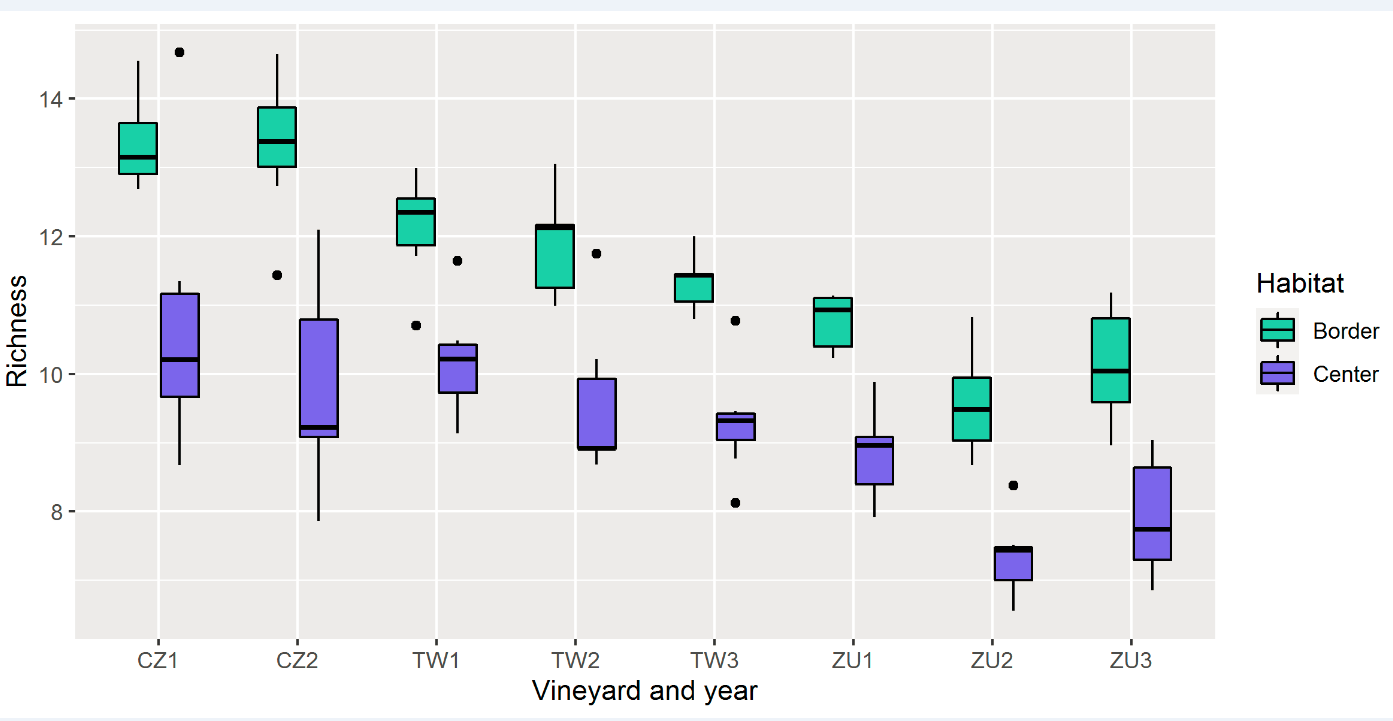 14
12
10
8
Richness
CZ1 CZ2 TW1 TW2 TW3 ZU1 ZU2 ZU3
Vineyard and year
Habitat
Border
Center